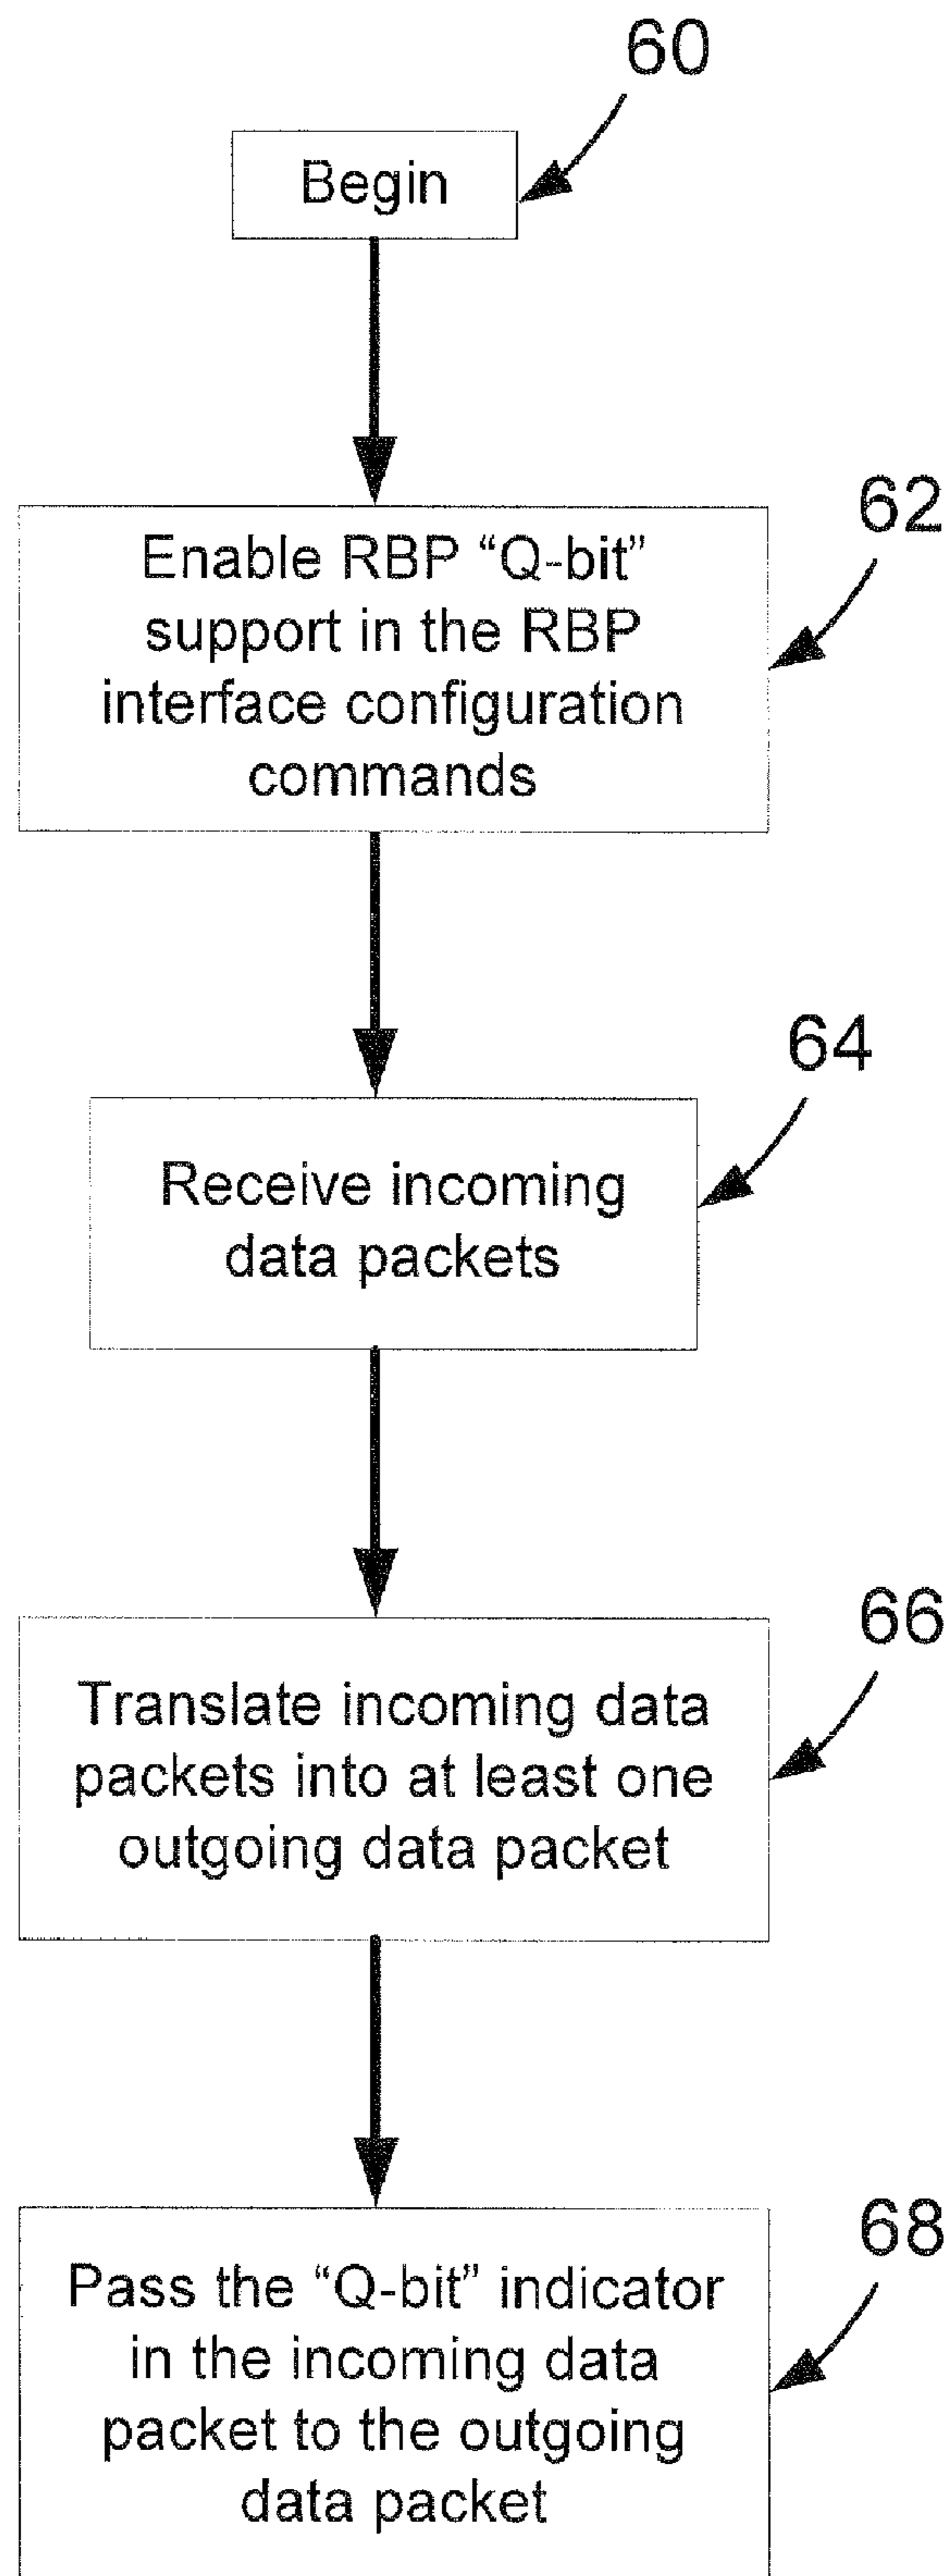 60
Begin
62
Enable RBP “Q-bit”
support in the RBP
interface configuration
commands
64
Receive incoming
data packets
66
Translate incoming data
packets into at least one
outgoing data packet
68
Pass the “Q-bit” indicator
in the incoming data
packet to the outgoing
data packet